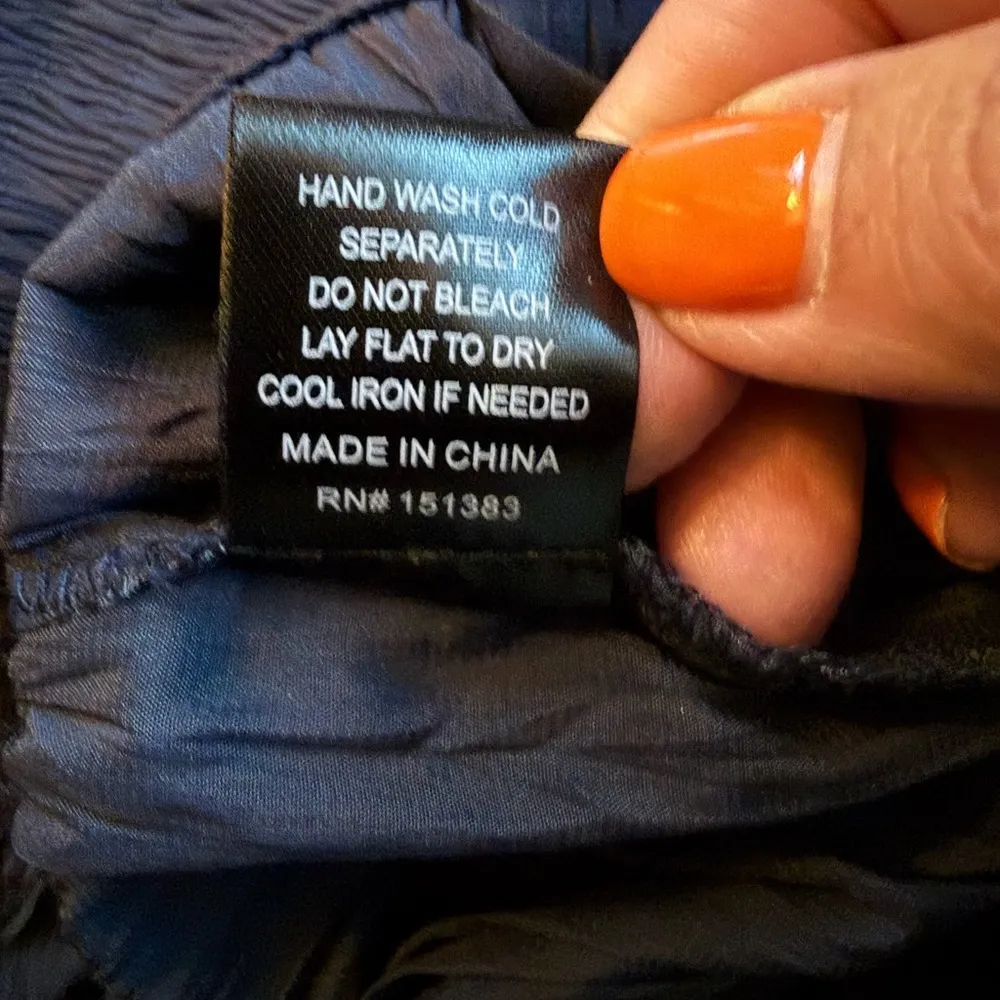 HAND WASH COLD
SEPARATELY
DO NOT BLEACH
LAY FLAT TO DRY
COOL IRON IF NEEDED
MADE IN CHINA
RN# 151383